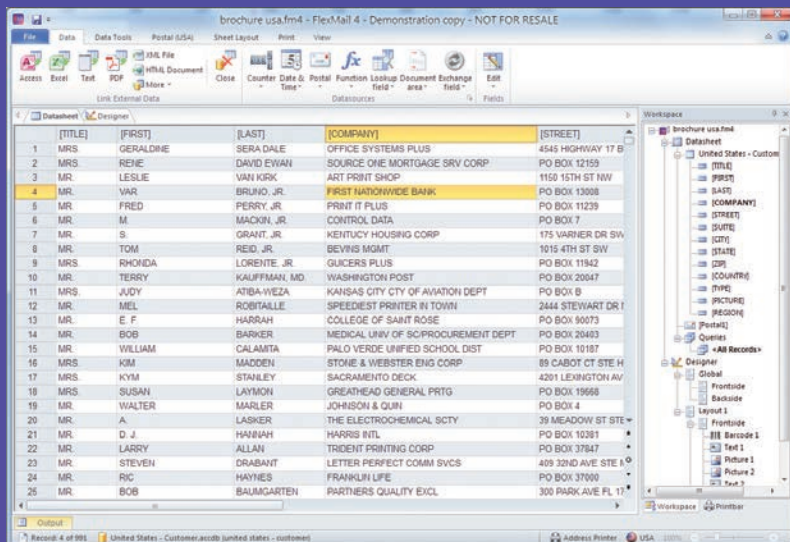 brochure usa.fm4 - FlexMail 4 - Demonstration copy - NOT FOR RESALE
File Data Data Tools Postal (USA) Sheet Layout Print View
Access Excel Text PDF XML File HTML Document More Close Counter Date & Time Postal Function Lookup field Document area Exchange field Edit
Link External Data Datasources Fields
Datasheet Designer
[TITLE] [FIRST] [LAST] [COMPANY] [STREET]
1 MRS. GERALDINE SERA DALE OFFICE SYSTEMS PLUS 4545 HIGHWAY 17 B
2 MRS. RENE DAVID EWAN SOURCE ONE MORTGAGE SRV CORP PO BOX 12159
3 MR. LESLIE VAN KIRK ART PRINT SHOP 1150 15TH ST NW
4 MR. VAR BRUNO, JR. FIRST NATIONWIDE BANK PO BOX 13008
5 MR. FRED PERRY, JR. PRINT IT PLUS PO BOX 11239
6 MR. M. MACKIN, JR. CONTROL DATA PO BOX 7
7 MR. S. GRANT, JR. KENTUCY HOUSING CORP 175 VARNER DR SW
8 MR. TOM REID, JR. BEVINS MGMT 1015 4TH ST SW
9 MRS. RHONDA LORENTE, JR. GUICERS PLUS PO BOX 11942
10 MR. TERRY KAUFFMAN, MD. WASHINGTON POST PO BOX 20047
11 MRS. JUDY ATIBA-WEZA KANSAS CITY CTY OF AVIATION DEPT PO BOX B
12 MR. MEL ROBITAILLE SPEEDIEST PRINTER IN TOWN 2444 STEWART DR
13 MR. E. F. HARRAH COLLEGE OF SAINT ROSE PO BOX 90073
14 MR. BOB BARKER MEDICAL UNIV OF SC/PROCUREMENT DEPT PO BOX 20403
15 MR. WILLIAM CALAMITA PALO VERDE UNIFIED SCHOOL DIST PO BOX 10187
16 MRS. KIM MADDEN STONE & WEBSTER ENG CORP 89 CABOT CT STE H
17 MRS. KYM STANLEY SACRAMENTO DECK 4201 LEXINGTON AV
18 MRS. SUSAN LAYMON GREATHEAD GENERAL PRTG PO BOX 19668
19 MR. WALTER MARLER JOHNSON & QUIN PO BOX 4
20 MR. A. LASKER THE ELECTROCHEMICAL SCTY 39 MEADOW ST STE
21 MR. D. J. HANNAH HARRIS INTL PO BOX 10381
22 MR. LARRY ALLAN TRIDENT PRINTING CORP PO BOX 37847
23 MR. STEVEN DRABANT LETTER PERFECT COMM SVCS 409 32ND AVE STE
24 MR. RIC HAYNES FRANKLIN LIFE PO BOX 37000
25 MR. BOB BAUMGARTEN PARTNERS QUALITY EXCL 300 PARK AVE FL 17
Output
Workspace
brochure usa.fm4
Datasheet
United States - Custom
[TITLE]
[FIRST]
[LAST]
[COMPANY]
[STREET]
[SUITE]
[CITY]
[STATE]
[ZIP]
[COUNTRY]
[TYPE]
[PICTURE]
[REGION]
[Postal1]
Queries
<All Records>
Designer
Global
Frontside
Backside
Layout 1
Frontside
Barcode 1
Text 1
Picture 1
Picture 2
Text 2
Workspace Printbar
Record: 4 of 991 United States - Customer.accdb (united states - customer) Address Printer USA 100%